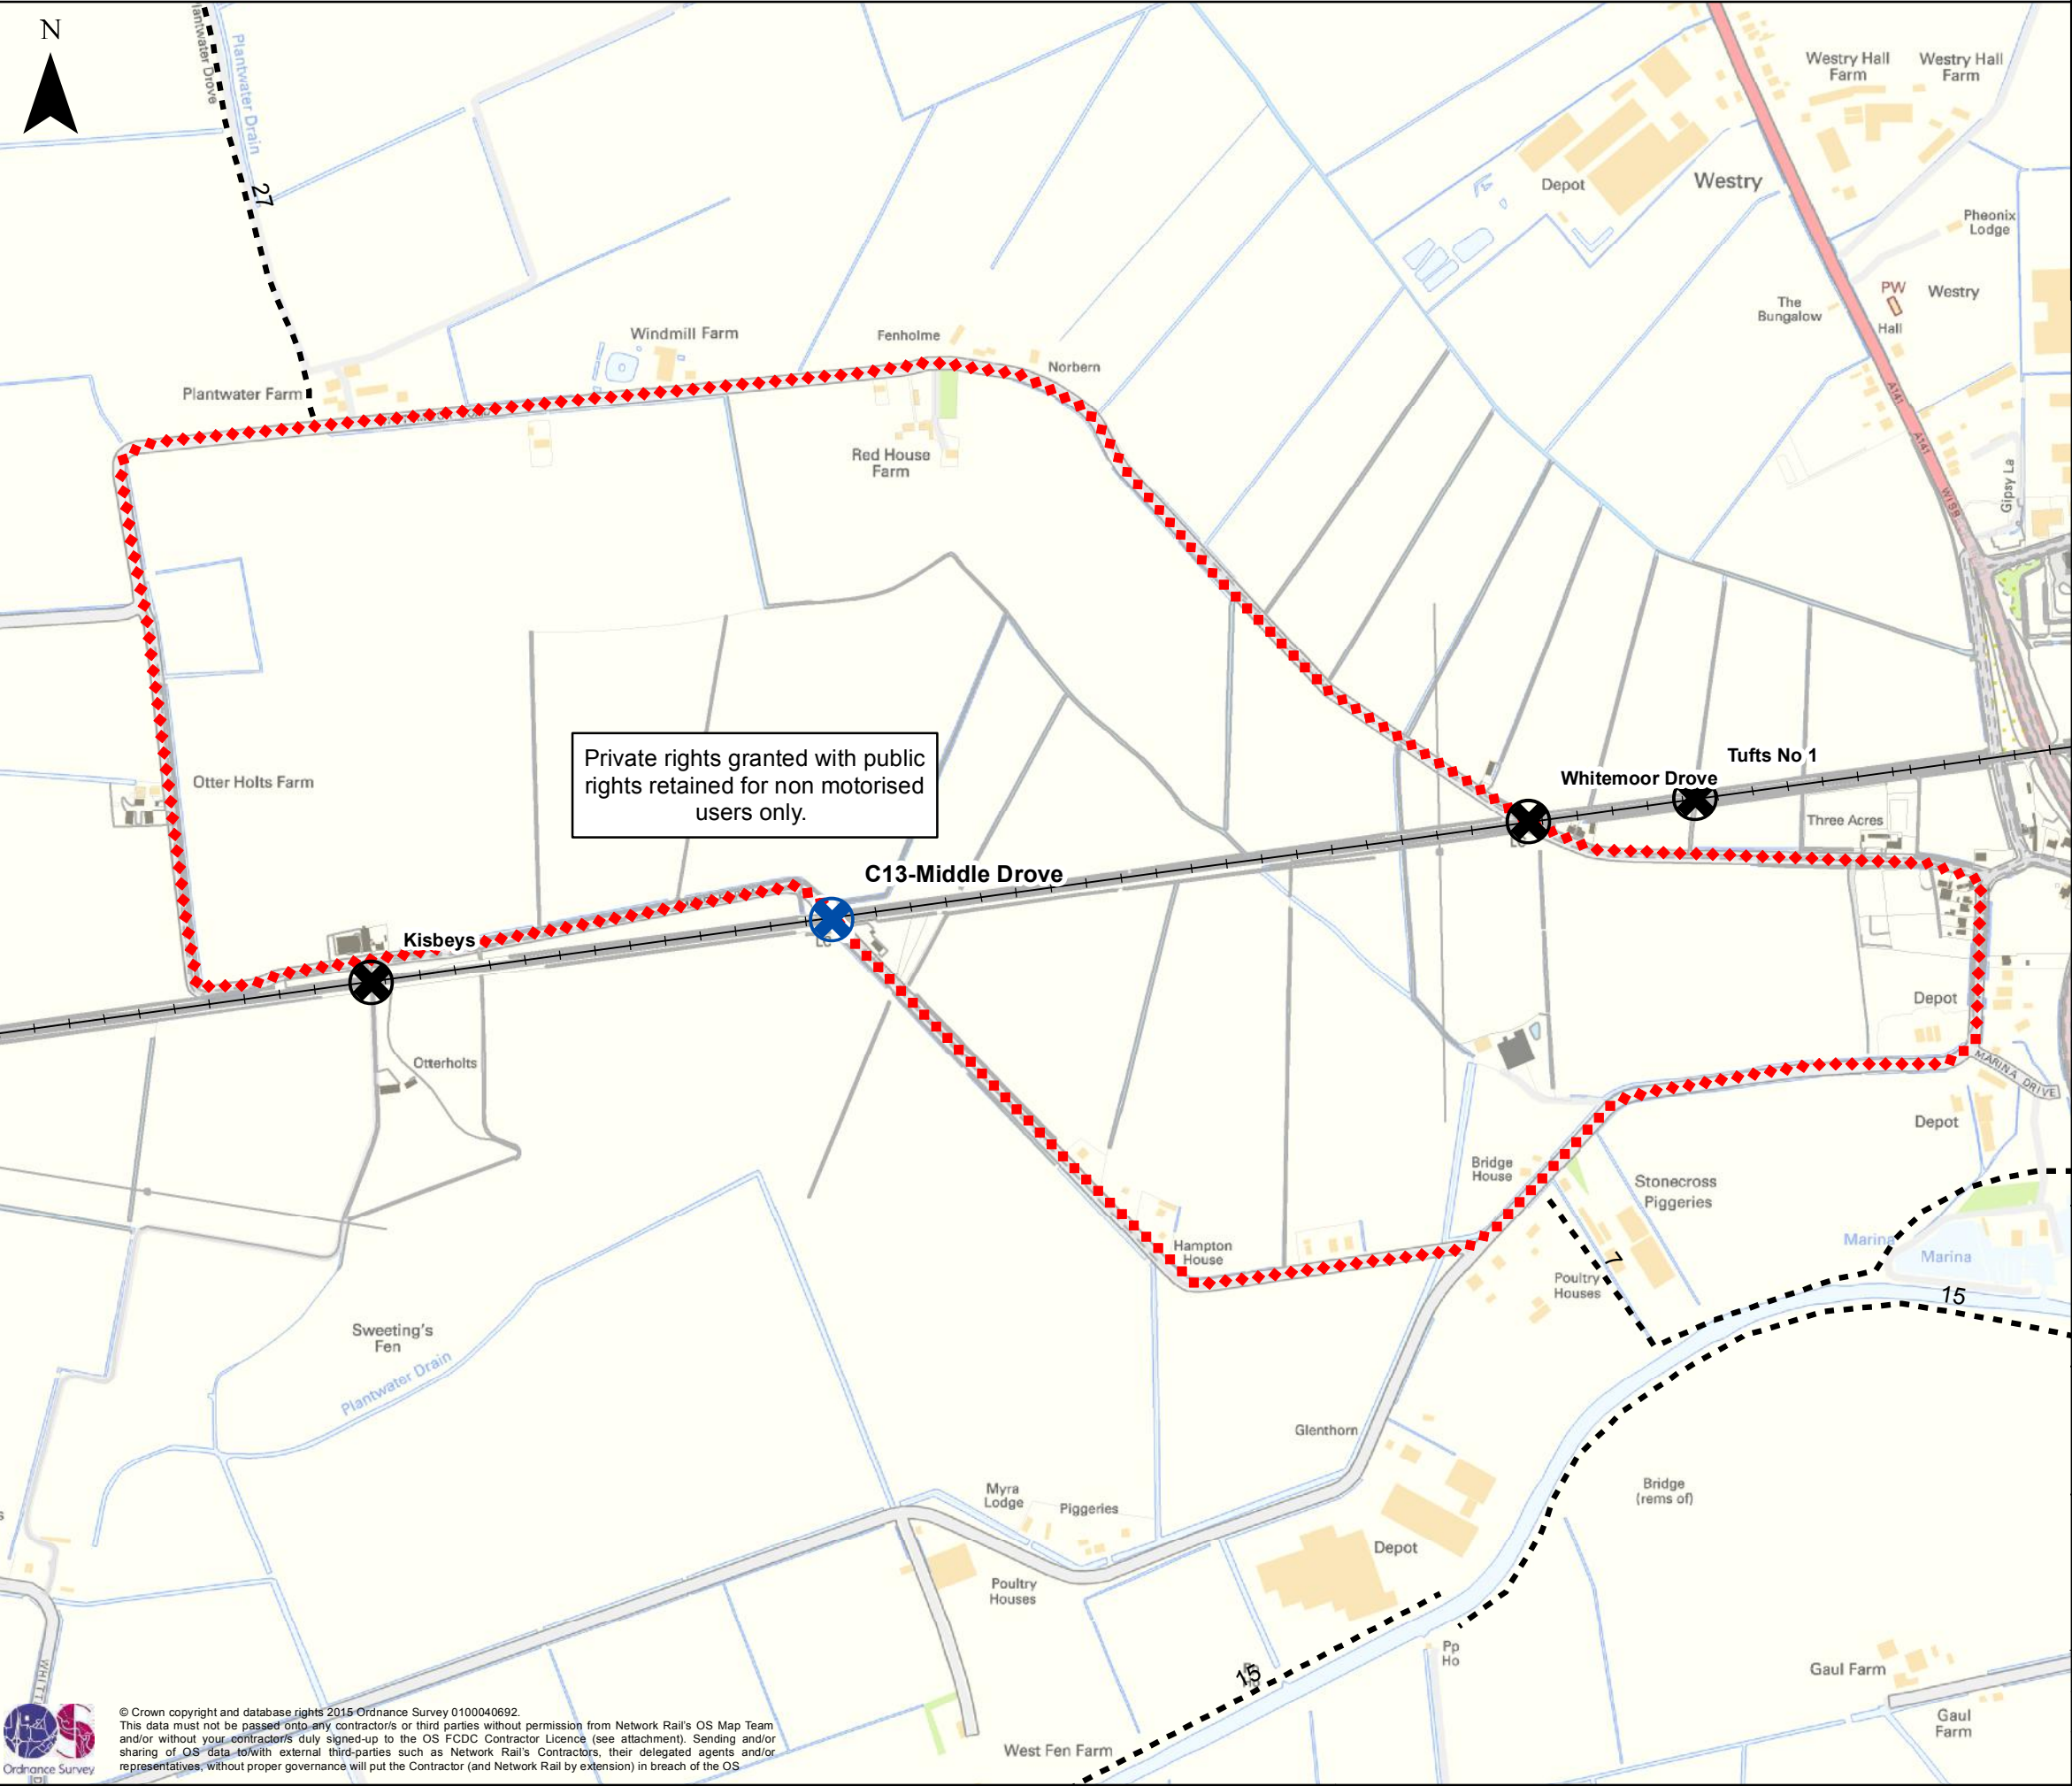 N
Plantwater Drove
Plantwater Drain
27
Westry Hall
Farm
Westry Hall
Farm
Depot
Westry
Pheonix
Lodge
PW
Westry
The
Bungalow
Hall
Windmill Farm
Fenholme
Norbern
Plantwater Farm
A141
A141
Red House
Farm
Gipsy La
Private rights granted with public
rights retained for non motorised
users only.
Otter Holts Farm
Tufts No 1
Whitemoor Drove
Three Acres
LC
C13-Middle Drove
Kisbeys
LC
Depot
Otterholts
MARINA DRIVE
Depot
Bridge
House
Stonecross
Piggeries
Hampton
House
7
Marina
Marina
Poultry
Houses
15
Sweeting's
Fen
Plantwater Drain
Glenthorn
Myra
Lodge
Piggeries
Bridge
(rems of)
Depot
Poultry
Houses
Pp
Ho
15
Gaul Farm
Gaul
Farm
West Fen Farm
Ordnance Survey
© Crown copyright and database rights 2015 Ordnance Survey 0100040692.
This data must not be passed onto any contractor/s or third parties without permission from Network Rail's OS Map Team
and/or without your contractor/s duly signed-up to the OS FCDC Contractor Licence (see attachment). Sending and/or
sharing of OS data to/with external third-parties such as Network Rail's Contractors, their delegated agents and/or
representatives, without proper governance will put the Contractor (and Network Rail by extension) in breach of the OS